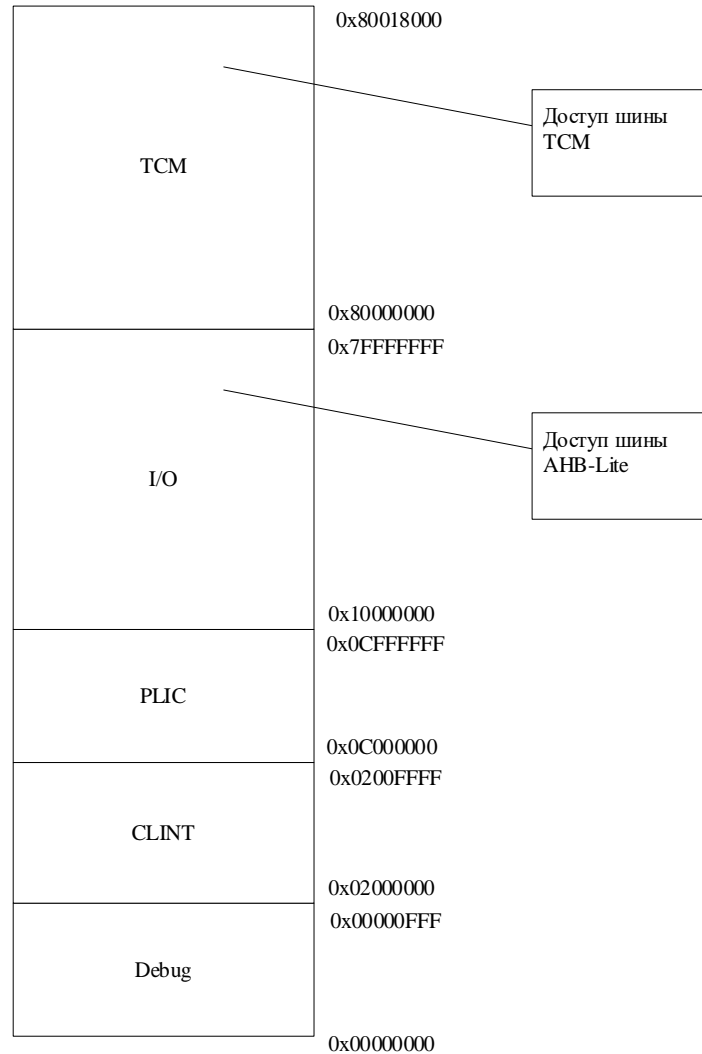 0x80018000
Доступ шины
TCM
TCM
0x80000000
0x7FFFFFFF
Доступ шины
AHB-Lite
I/O
0x10000000
0x0CFFFFFF
PLIC
0x0C000000
0x0200FFFF
CLINT
0x02000000
0x00000FFF
Debug
0x00000000